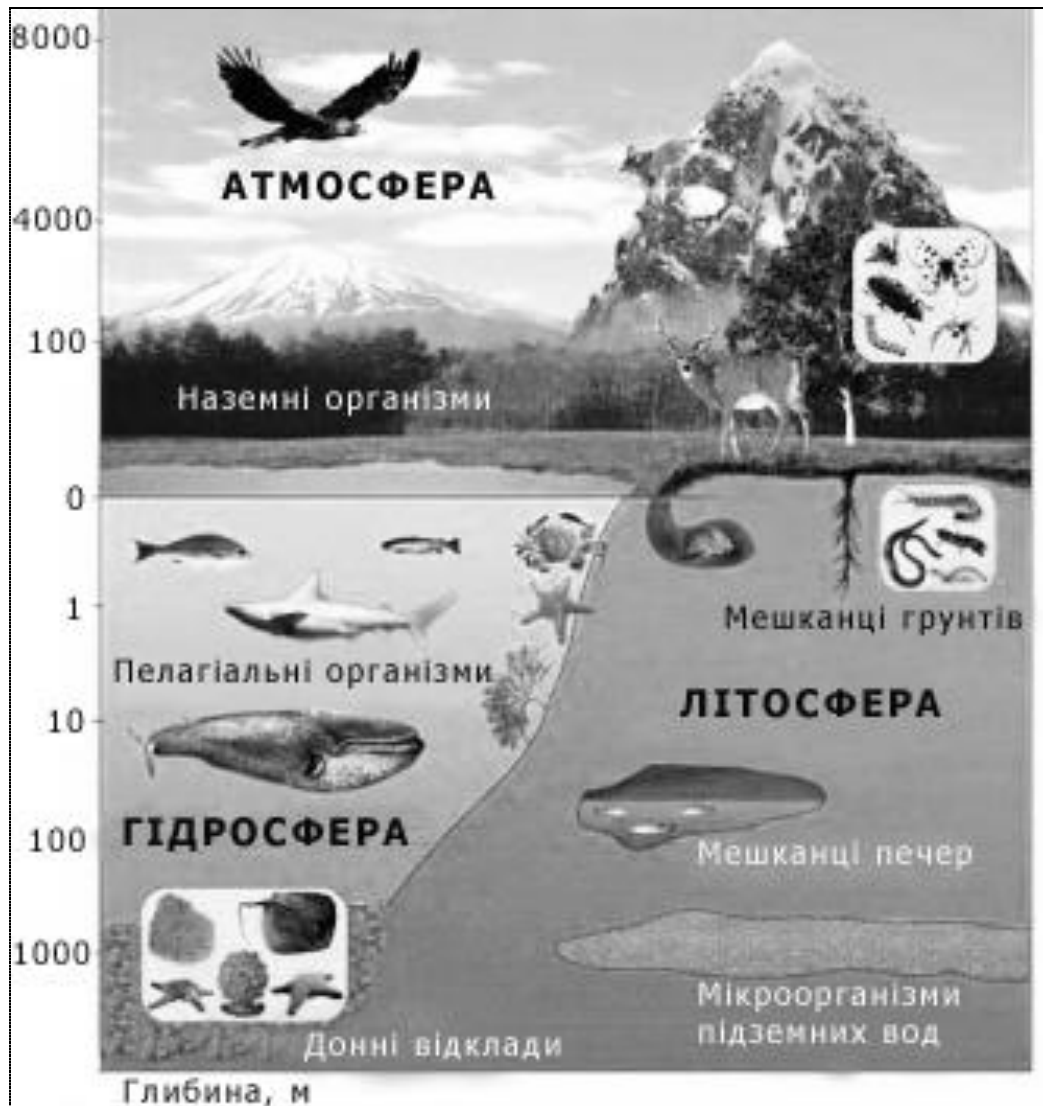 8000
АТМОСФЕРА
4000
100
Наземні організми
0
1
Мешканці грунтів
Пелагіальні організми
ЛІТОСФЕРА
10
ГІДРОСФЕРА
100
Мешканці печер
1000
Мікроорганізми
підземних вод
Донні відклади
Глибина, м